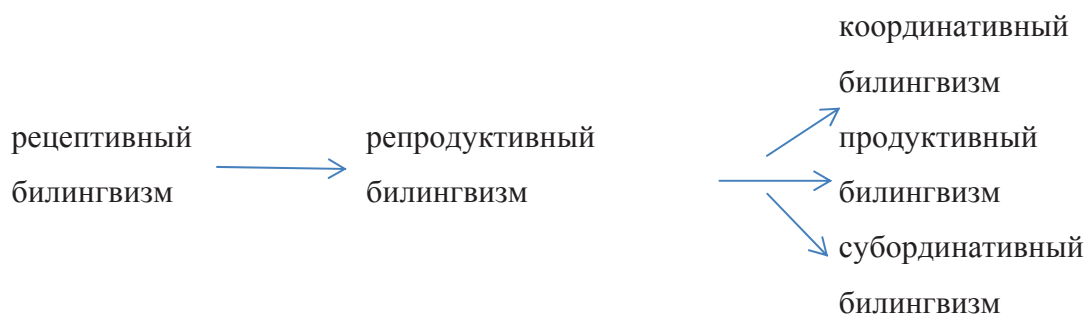 рецептивный
билингвизм
репродуктивный
билингвизм
координативный
билингвизм
продуктивный
билингвизм
субординативный
билингвизм